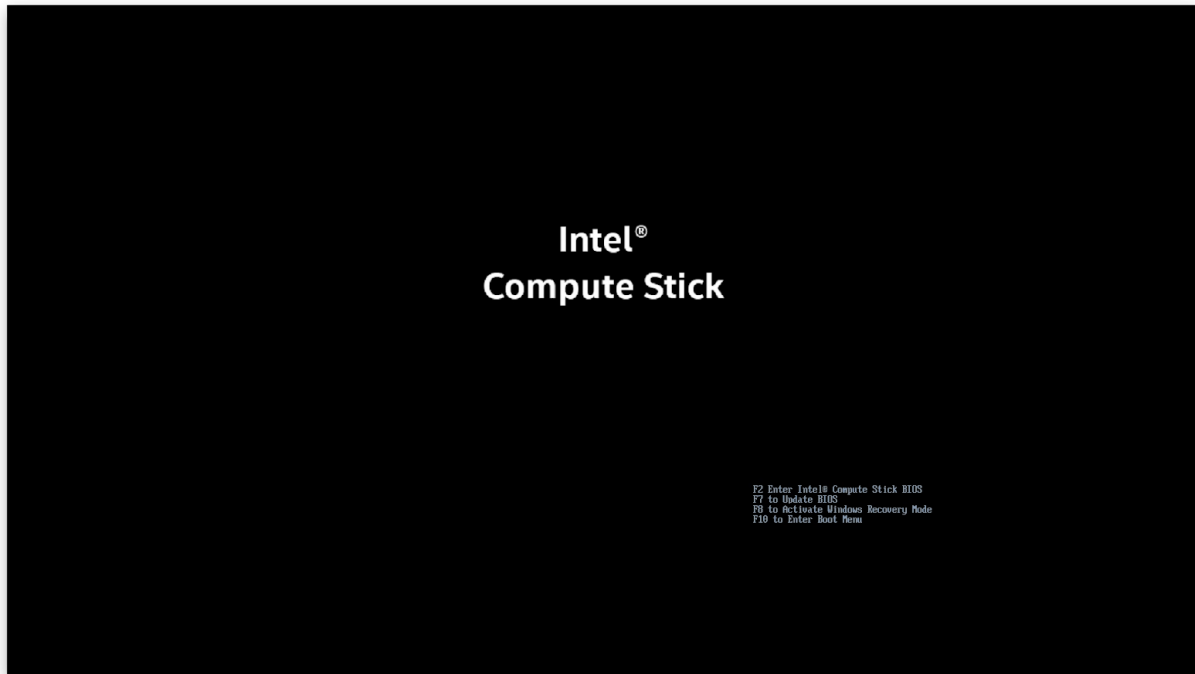 Intel®
Compute Stick
F2 Enter Intel® Compute Stick BIOS
F7 to Update BIOS
F8 to Activate Windows Recovery Mode
F10 to Enter Boot Menu